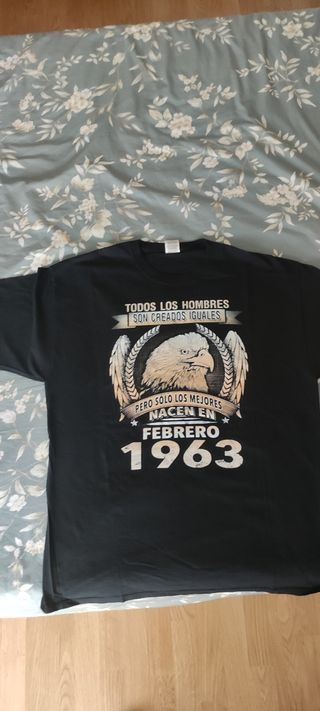 TODOS LOS HOMBRES
SON CREADOS IGUALES
PERO SOLO LOS MEJORES
NACEN EN
FEBRERO
1963